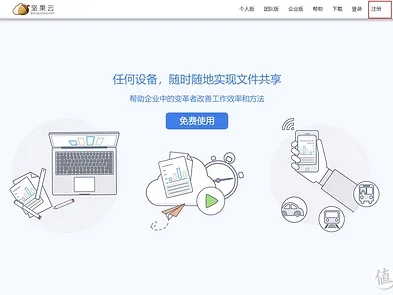 坚果云
个人版 团队版 企业版 帮助 下载 登录 注册
任何设备，随时随地实现文件共享
帮助企业中的变革者改善工作效率和方法
免费使用
值